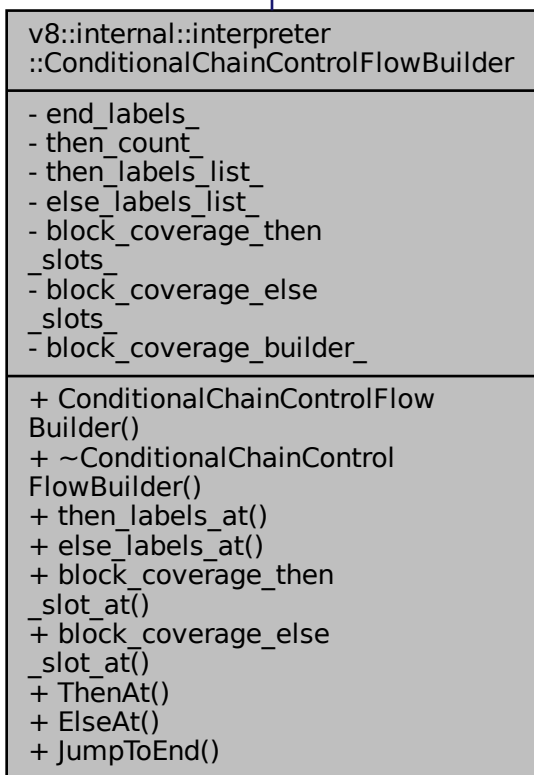 v8::internal::interpreter
::ConditionalChainControlFlowBuilder
- end_labels_
- then_count_
- then_labels_list_
- else_labels_list_
- block_coverage_then
_slots_
- block_coverage_else
_slots_
- block_coverage_builder_
+ ConditionalChainControlFlow
Builder()
+ ~ConditionalChainControl
FlowBuilder()
+ then_labels_at()
+ else_labels_at()
+ block_coverage_then
_slot_at()
+ block_coverage_else
_slot_at()
+ ThenAt()
+ ElseAt()
+ JumpToEnd()